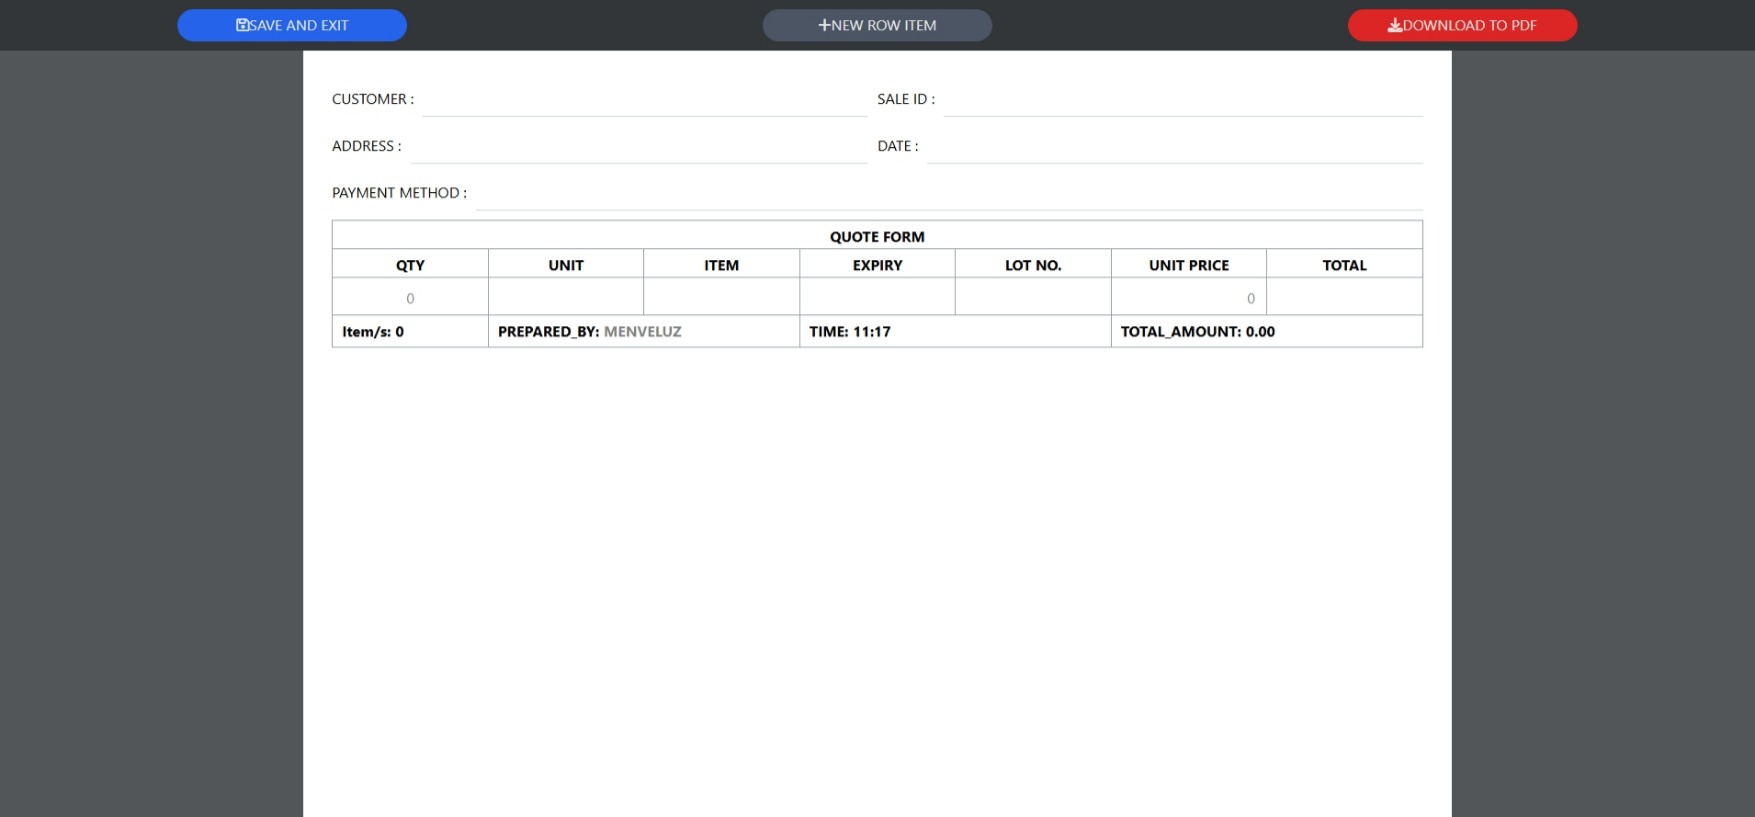 SAVE AND EXIT NEW ROW ITEM DOWNLOAD TO PDF
CUSTOMER : SALE ID :
ADDRESS : DATE :
PAYMENT METHOD :
QUOTE FORM
QTY UNIT ITEM EXPIRY LOT NO. UNIT PRICE TOTAL
0 0
Item/s: 0 PREPARED_BY: MENVELUZ TIME: 11:17 TOTAL_AMOUNT: 0.00